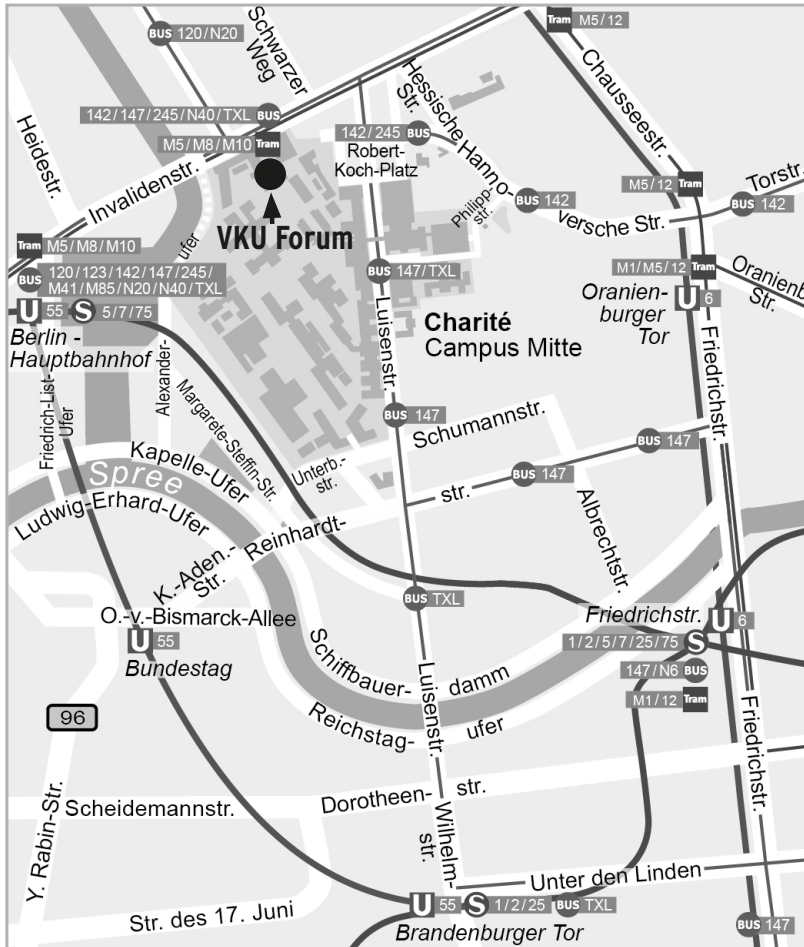 Tram M5/12
BUS 120/N20
Schwarzer
Weg
Chausseestr.
Hessische
Str.
142/147/245/N40/TXL BUS
M5/M8/M10 Tram
142/245 BUS
Robert-
Koch-Platz
Heidestr.
Invalidenstr.
Hanno-
versche Str.
Philipp-
str.
M5/12 Tram
Torstr.
BUS 142
BUS 142
VKU Forum
ufer
Tram M5/M8/M10
BUS 120/123/142/147/245/
M41/M85/N20/N40/TXL
U 55 S 5/7/75
Berlin -
Hauptbahnhof
BUS 147/TXL
Luisenstr.
M1/M5/12 Tram
Oranienb
Str.
Oranien-
burger
Tor
U 6
Charité
Campus Mitte
Friedrichstr.
Alexander-
Friedrich-List-
Ufer
Margarete-Steffin-Str.
BUS 147
Schumannstr.
BUS 147
BUS 147
Kapelle-Ufer
Unterb.-
str.
Spree
Ludwig-Erhard-Ufer
Reinhardt-
str.
Albrechtstr.
K.-Aden.-
Str.
BUS TXL
O.-v.-Bismarck-Allee
U 55
Bundestag
Friedrichstr.
U 6
1/2/5/7/25/75 S
147/N6 BUS
M1/12 Tram
Schiffbauer-
damm
Reichstag-
ufer
Luisenstr.
96
Friedrichstr.
Y. Rabin-Str.
Scheidemannstr.
Dorotheen-
str.
Wilhelm-
str.
Unter den Linden
U 55 S 1/2/25 BUS TXL
Brandenburger Tor
Str. des 17. Juni
BUS 147